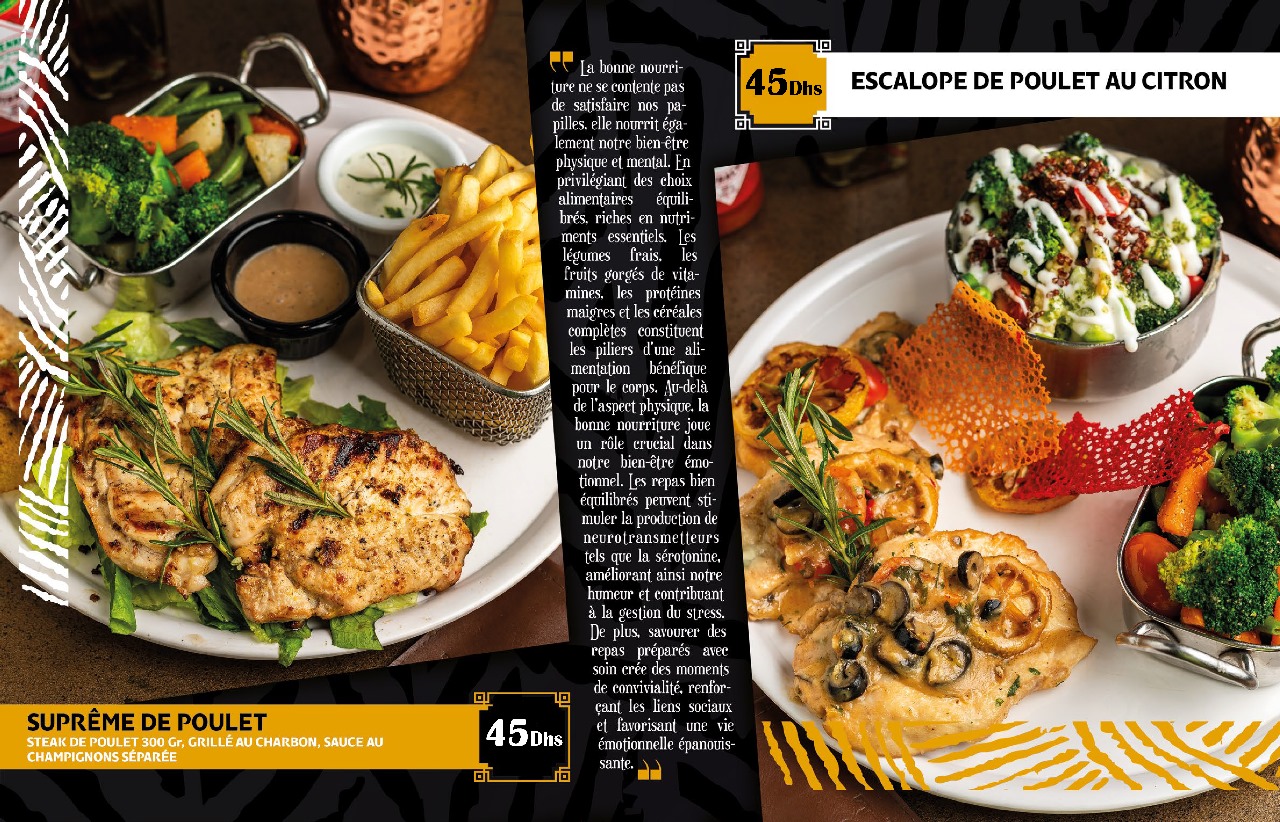 45Dhs
ESCALOPE DE POULET AU CITRON
La bonne nourri-
ture ne se contente pas
de satisfaire nos pa-
pilles, elle nourrit éga-
lement notre bien-être
physique et mental. En
privilégiant des choix
alimentaires équili-
brés, riches en nutri-
ments essentiels. Les
légumes frais, les
fruits gorgés de vita-
mines, les protéines
maigres et les céréales
complètes constituent
les piliers d'une ali-
mentation bénéfique
pour le corps. Au-delà
de l'aspect physique, la
bonne nourriture joue
un rôle crucial dans
notre bien-être émo-
tionnel. Les repas bien
équilibrés peuvent sti-
muler la production de
neurotransmetteurs
tels que la sérotonine,
améliorant ainsi notre
humeur et contribuant
à la gestion du stress.
De plus, savourer des
repas préparés avec
soin crée des moments
de convivialité, renfor-
çant les liens sociaux
et favorisant une vie
émotionnelle épanouis-
sante.
SUPRÊME DE POULET
STEAK DE POULET 300 Gr, GRILLÉ AU CHARBON, SAUCE AU
CHAMPIGNONS SÉPARÉE
45Dhs